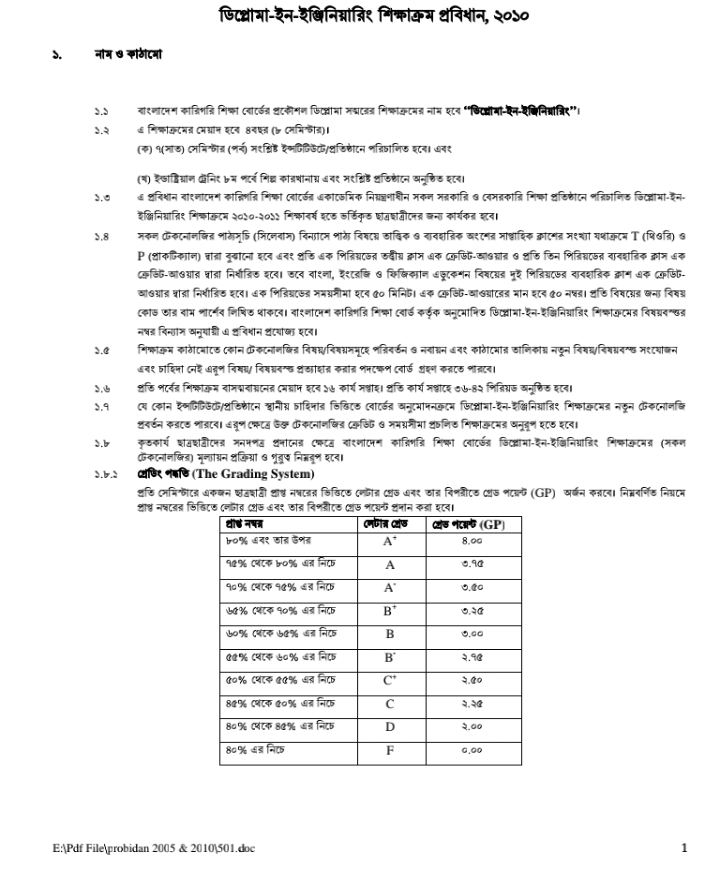 ডিপ্লোমা-ইন-ইঞ্জিনিয়ারিং শিক্ষাক্রম প্রবিধান, ২০১০
১. নাম ও কাঠামো
১.১ বাংলাদেশ কারিগরি শিক্ষা বোর্ডের প্রকৌশল ডিপ্লোমা স্তরের শিক্ষাক্রমের নাম হবে “ডিপ্লোমা-ইন-ইঞ্জিনিয়ারিং”।
১.২ এ শিক্ষাক্রমের মেয়াদ হবে ৪বছর (৮ সেমিস্টার)।
(ক) ৭(সাত) সেমিস্টার (পর্ব) সংশ্লিষ্ট ইন্সটিটিউটে/প্রতিষ্ঠানে পরিচালিত হবে। এবং
(খ) ইন্ডাষ্ট্রিয়াল ট্রেনিং ৮ম পর্বে শিল্প কারখানায় এবং সংশ্লিষ্ট প্রতিষ্ঠানে অনুষ্ঠিত হবে।
১.৩ এ প্রবিধান বাংলাদেশ কারিগরি শিক্ষা বোর্ডের একাডেমিক নিয়ন্ত্রণাধীন সকল সরকারি ও বেসরকারি শিক্ষা প্রতিষ্ঠানে পরিচালিত ডিপ্লোমা-ইন-
ইঞ্জিনিয়ারিং শিক্ষাক্রমে ২০১০-২০১১ শিক্ষাবর্ষ হতে ভর্তিকৃত ছাত্রছাত্রীদের জন্য কার্যকর হবে।
১.৪ সকল টেকনোলজির পাঠ্যসূচি (সিলেবাস) বিন্যাসে পাঠ্য বিষয়ে তাত্ত্বিক ও ব্যবহারিক অংশের সাপ্তাহিক ক্লাশের সংখ্যা যথাক্রমে T (থিওরি) ও
P (প্রাকটিক্যাল) দ্বারা বুঝানো হবে এবং প্রতি এক পিরিয়ডের তত্ত্বীয় ক্লাস এক ক্রেডিট-আওয়ার ও প্রতি তিন পিরিয়ডের ব্যবহারিক ক্লাস এক
ক্রেডিট-আওয়ার দ্বারা নির্ধারিত হবে। তবে বাংলা, ইংরেজি ও ফিজিক্যাল এডুকেশন বিষয়ের দুই পিরিয়ডের ব্যবহারিক ক্লাশ এক ক্রেডিট-
আওয়ার দ্বারা নির্ধারিত হবে। এক পিরিয়ডের সময়সীমা হবে ৫০ মিনিট। এক ক্রেডিট-আওয়ারের মান হবে ৫০ নম্বর। প্রতি বিষয়ের জন্য বিষয়
কোড তার বাম পার্শ্বে লিখিত থাকবে। বাংলাদেশ কারিগরি শিক্ষা বোর্ড কর্তৃক অনুমোদিত ডিপ্লোমা-ইন-ইঞ্জিনিয়ারিং শিক্ষাক্রমের বিষয়বস্তুর
নম্বর বিন্যাস অনুযায়ী এ প্রবিধান প্রযোজ্য হবে।
১.৫ শিক্ষাক্রম কাঠামোতে কোন টেকনোলজির বিষয়/বিষয়সমূহে পরিবর্তন ও নবায়ন এবং কাঠামোর তালিকায় নতুন বিষয়/বিষয়বস্তু সংযোজন
এবং চাহিদা নেই এরূপ বিষয়/ বিষয়বস্তু প্রত্যাহার করার পদক্ষেপ বোর্ড গ্রহণ করতে পারবে।
১.৬ প্রতি পর্বের শিক্ষাক্রম বাস্তবায়নের মেয়াদ হবে ১৬ কার্য সপ্তাহ। প্রতি কার্য সপ্তাহে ৩৬-৪২ পিরিয়ড অনুষ্ঠিত হবে।
১.৭ যে কোন ইন্সটিটিউটে/প্রতিষ্ঠানে স্থানীয় চাহিদার ভিত্তিতে বোর্ডের অনুমোদনক্রমে ডিপ্লোমা-ইন-ইঞ্জিনিয়ারিং শিক্ষাক্রমের নতুন টেকনোলজি
প্রবর্তন করতে পারবে। এরূপ ক্ষেত্রে উক্ত টেকনোলজির ক্রেডিট ও সময়সীমা প্রচলিত শিক্ষাক্রমের অনুরূপ হতে হবে।
১.৮ কৃতকার্য ছাত্রছাত্রীদের সনদপত্র প্রদানের ক্ষেত্রে বাংলাদেশ কারিগরি শিক্ষা বোর্ডের ডিপ্লোমা-ইন-ইঞ্জিনিয়ারিং শিক্ষাক্রমের (সকল
টেকনোলজির) মূল্যায়ন প্রক্রিয়া ও গুরুত্ব নিম্নরূপ হবে।
১.৮.১ গ্রেডিং পদ্ধতি (The Grading System)
প্রতি সেমিস্টারে একজন ছাত্রছাত্রী প্রাপ্ত নম্বরের ভিত্তিতে লেটার গ্রেড এবং তার বিপরীতে গ্রেড পয়েন্ট (GP) অর্জন করবে। নিম্নবর্ণিত নিয়মে
প্রাপ্ত নম্বরের ভিত্তিতে লেটার গ্রেড এবং তার বিপরীতে গ্রেড পয়েন্ট প্রদান করা হবে।
প্রাপ্ত নম্বর লেটার গ্রেড গ্রেড পয়েন্ট (GP)
৮০% এবং তার উপর A⁺ ৪.০০
৭৫% থেকে ৮০% এর নিচে A ৩.৭৫
৭০% থেকে ৭৫% এর নিচে A⁻ ৩.৫০
৬৫% থেকে ৭০% এর নিচে B⁺ ৩.২৫
৬০% থেকে ৬৫% এর নিচে B ৩.০০
৫৫% থেকে ৬০% এর নিচে B⁻ ২.৭৫
৫০% থেকে ৫৫% এর নিচে C⁺ ২.৫০
৪৫% থেকে ৫০% এর নিচে C ২.২৫
৪০% থেকে ৪৫% এর নিচে D ২.০০
৪০% এর নিচে F ০.০০
E:\Pdf File\probidan 2005 & 2010\501.doc 1